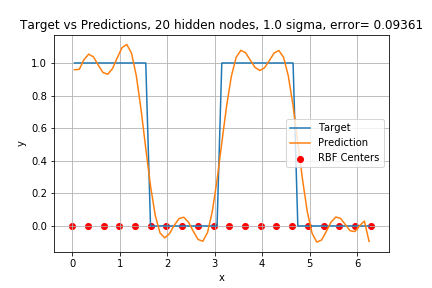 Target vs Predictions, 20 hidden nodes, 1.0 sigma, error= 0.09361
1.0
0.8
0.6
0.4
0.2
0.0
y
Target
Prediction
RBF Centers
0 1 2 3 4 5 6
x